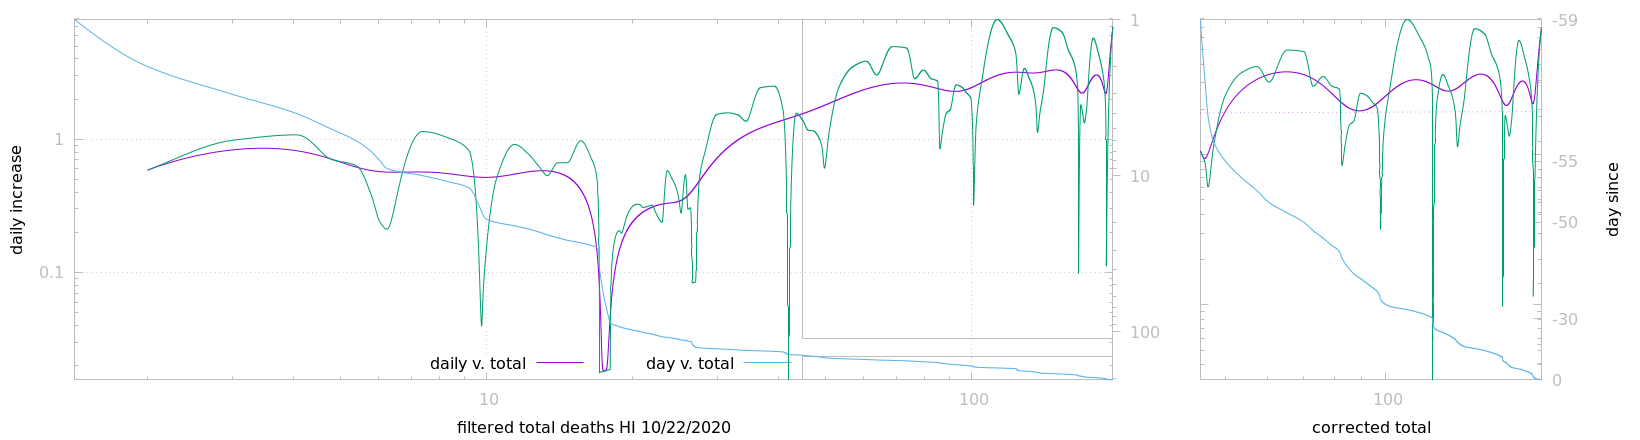 1
0.1
daily increase
10
100
filtered total deaths HI 10/22/2020
daily v. total
day v. total
1
10
100
100
corrected total
-59
-55
-50
-30
0
day since